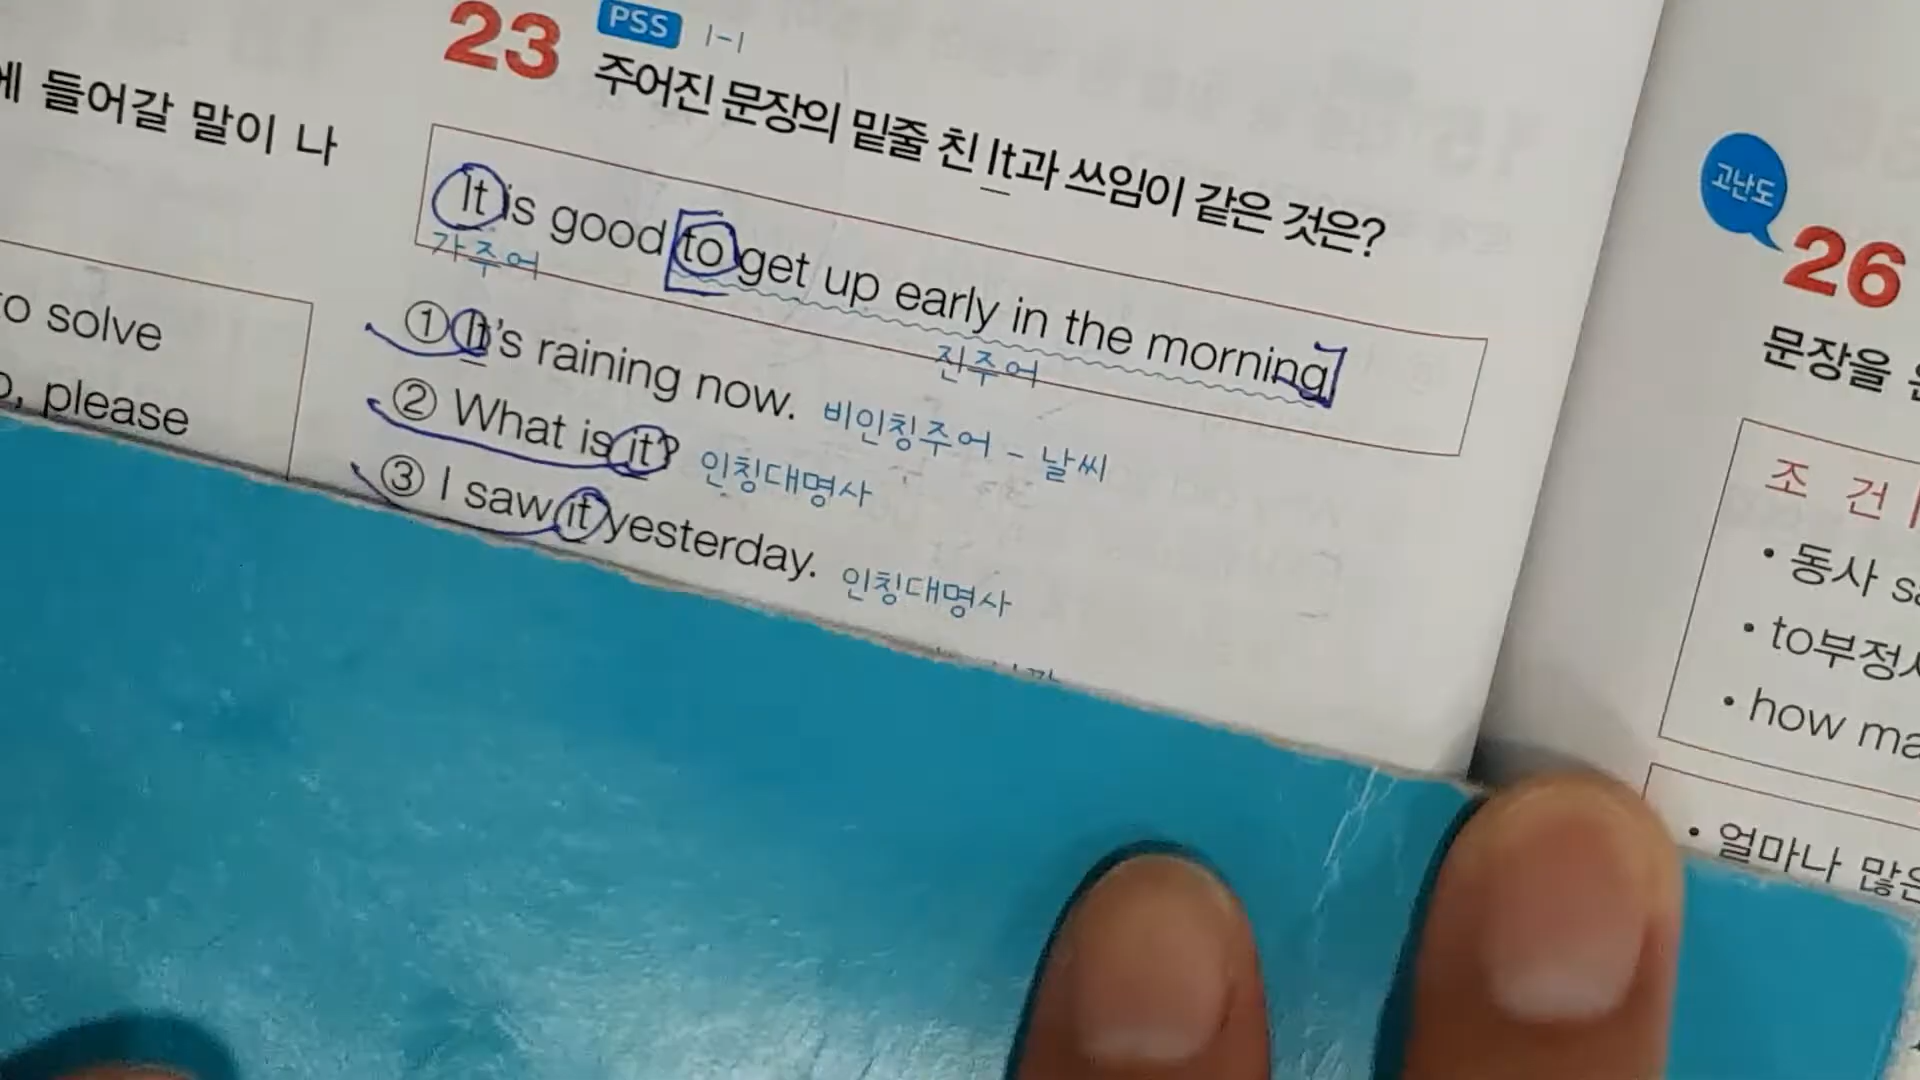 에 들어갈 말이 나
to solve
please
23 PSS 1-1
주어진 문장의 밑줄 친 It과 쓰임이 같은 것은?
It is good to get up early in the morning
가주어
진주어
① It's raining now. 비인칭주어 - 날씨
② What is it? 인칭대명사
③ I saw it yesterday. 인칭대명사
고난도
26
문장을
조 건
• 동사
• to부정사
• how ma
• 얼마나 많은